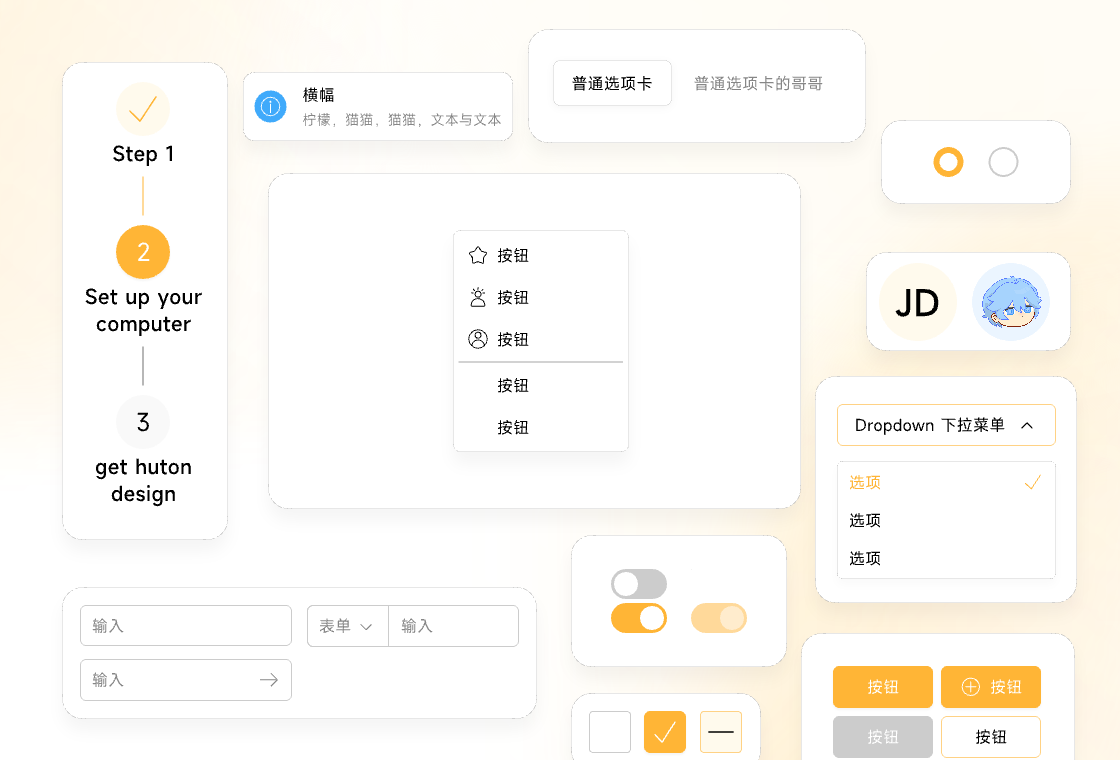 Step 1
2
Set up your
computer
3
get huton
design
横幅
柠檬，猫猫，猫猫，文本与文本
普通选项卡
普通选项卡的哥哥
按钮
按钮
按钮
按钮
按钮
JD
Dropdown 下拉菜单
选项
选项
选项
输入
表单
输入
输入
按钮
按钮
按钮
按钮